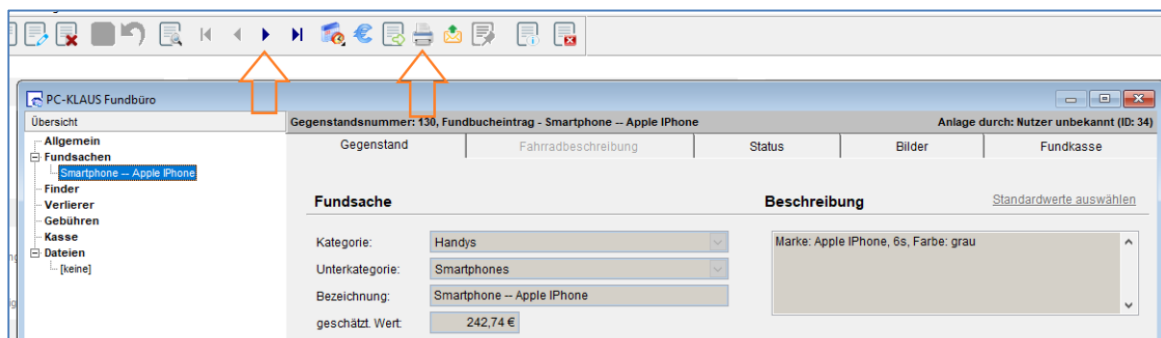 PC-KLAUS Fundbüro
Übersicht
Gegenstandsnummer: 130, Fundbucheintrag - Smartphone -- Apple IPhone
Anlage durch: Nutzer unbekannt (ID: 34)
Allgemein
Fundsachen
Smartphone -- Apple IPhone
Finder
Verlierer
Gebühren
Kasse
Dateien
[keine]
Gegenstand
Fahrradbeschreibung
Status
Bilder
Fundkasse
Fundsache
Beschreibung
Standardwerte auswählen
Kategorie:
Handys
Marke: Apple IPhone, 6s, Farbe: grau
Unterkategorie:
Smartphones
Bezeichnung:
Smartphone -- Apple IPhone
geschätzt. Wert:
242,74 €